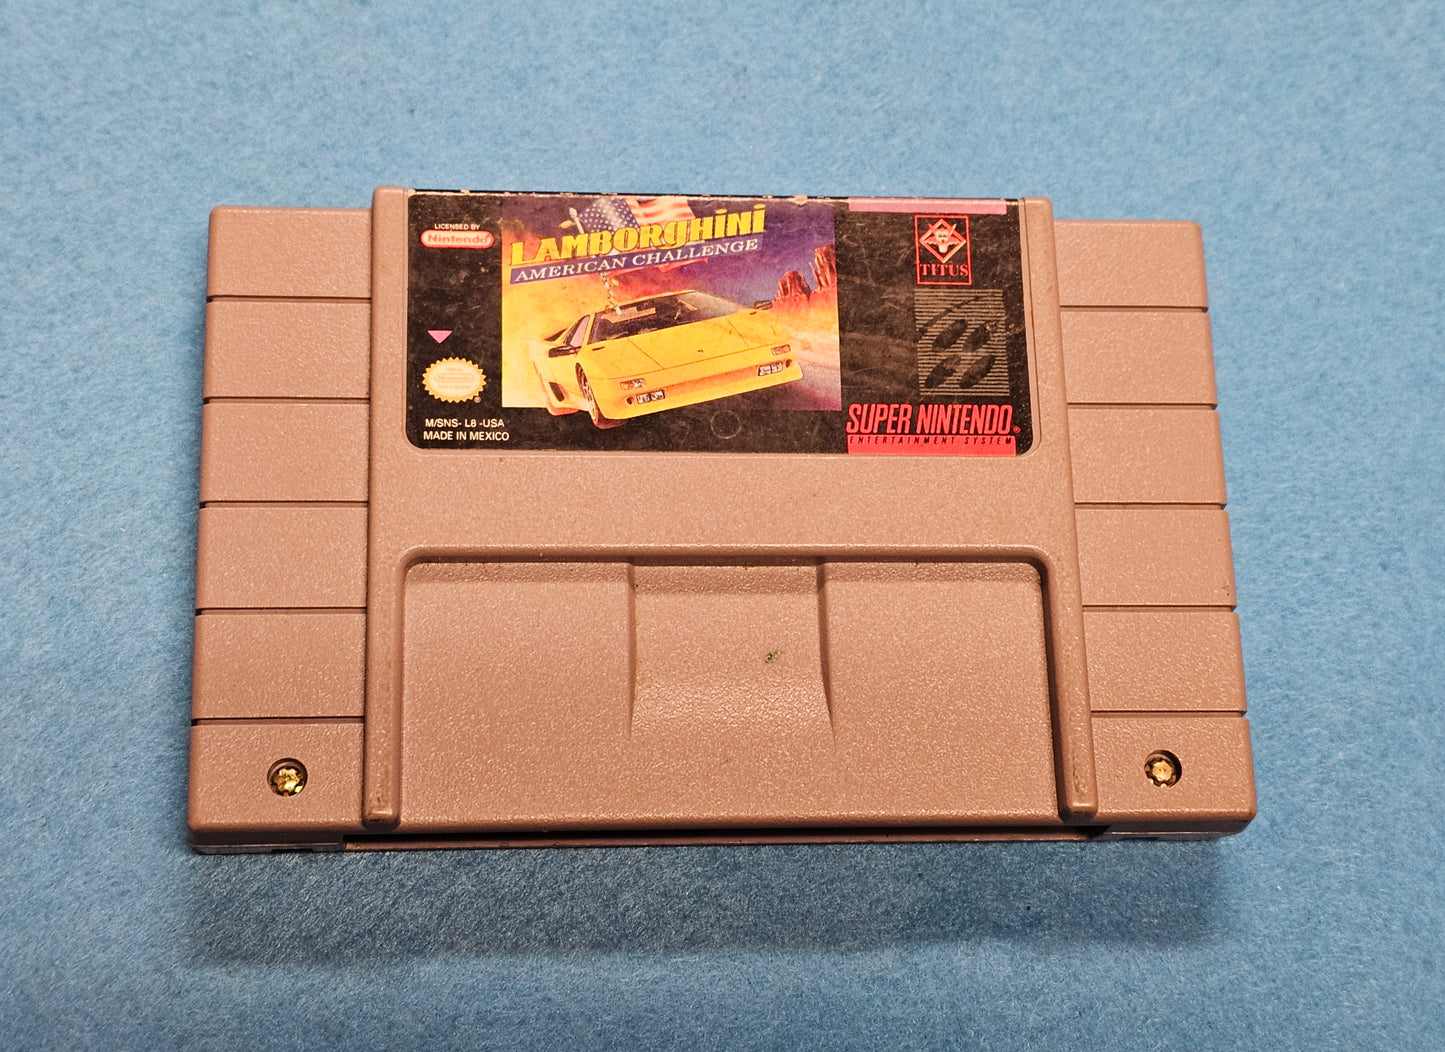 LICENSED BY
Nintendo
LAMBORGHiNi
AMERICAN CHALLENGE
TITUS
M/SNS- L8 -USA
MADE IN MEXICO
SUPER NINTENDO®
ENTERTAINMENT SYSTEM